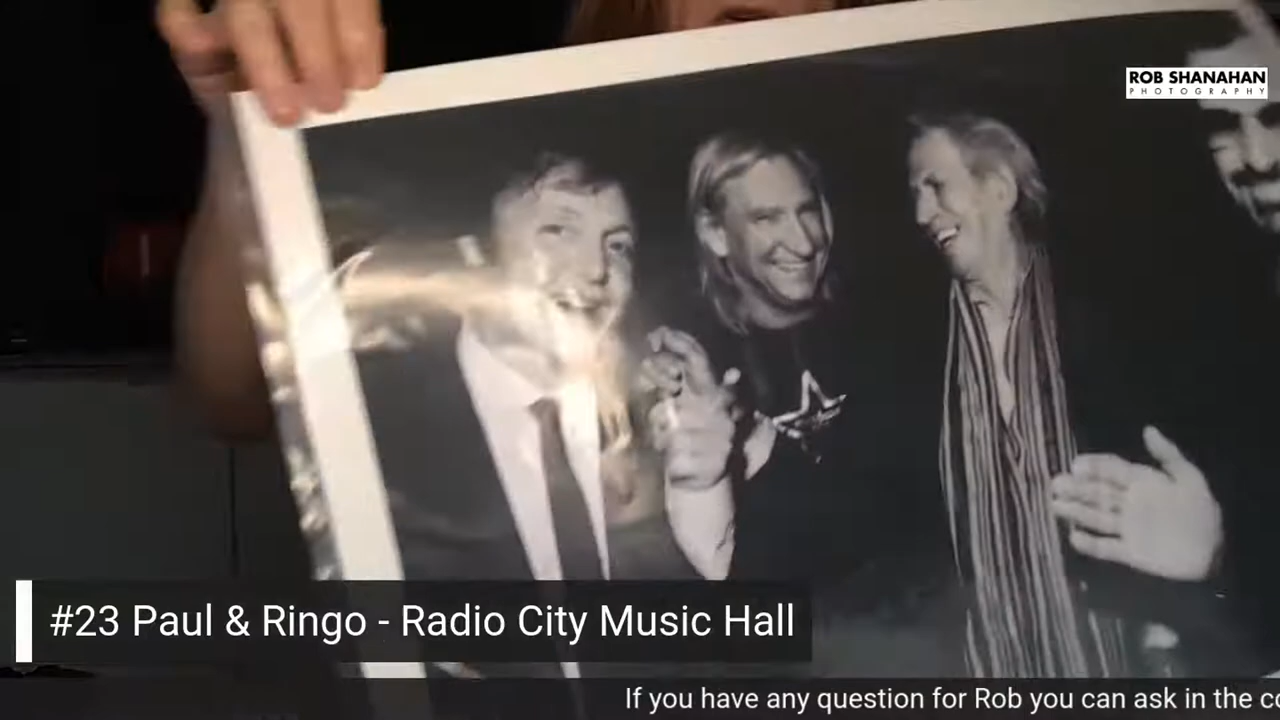 ROB SHANAHAN
PHOTOGRAPHY
#23 Paul & Ringo - Radio City Music Hall
If you have any question for Rob you can ask in the